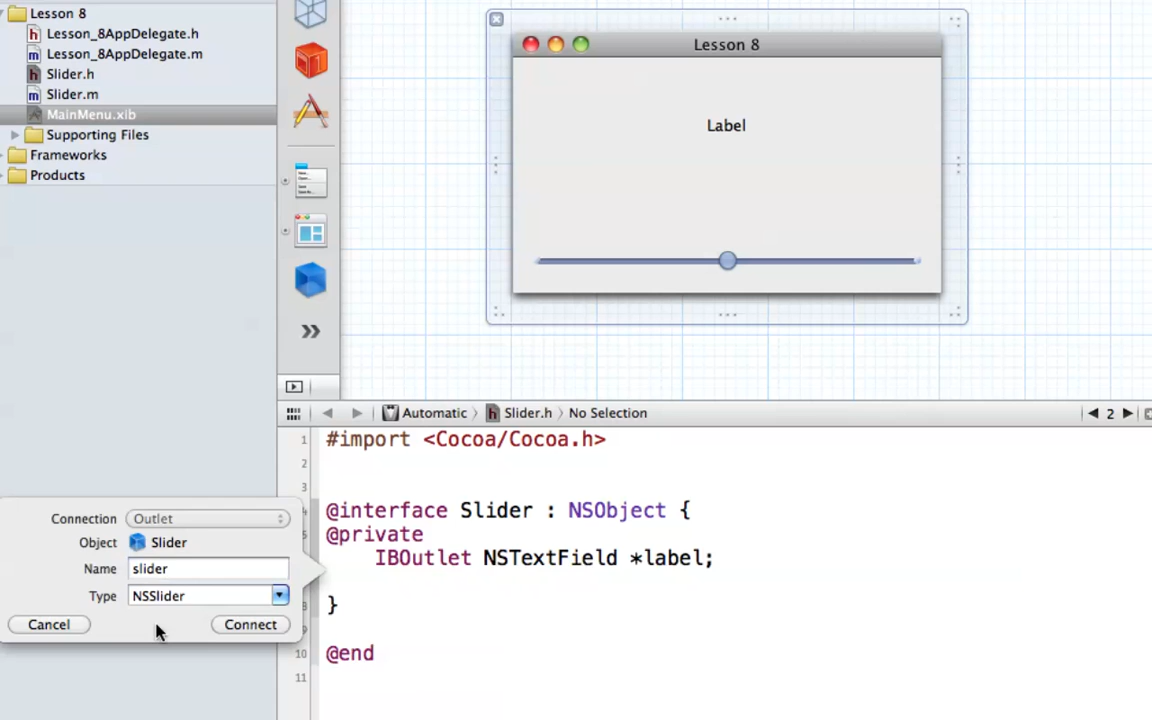 Lesson 8
Lesson_8AppDelegate.h
Lesson_8AppDelegate.m
Slider.h
Slider.m
MainMenu.xib
Supporting Files
Frameworks
Products
Lesson 8
Label
Automatic
Slider.h
No Selection
2
1 #import <Cocoa/Cocoa.h>
2
3
@interface Slider : NSObject {
@private
IBOutlet NSTextField *label;
}
10 @end
11
Connection Outlet
Object Slider
Name slider
Type NSSlider
Cancel Connect